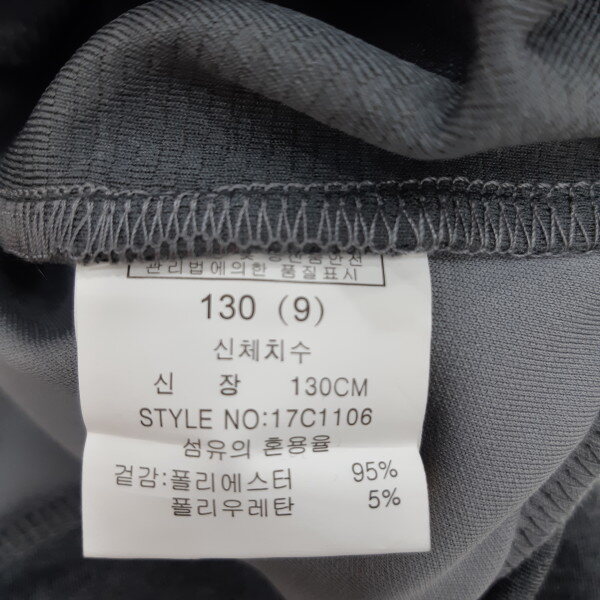 관리법에의한 품질표시
130 (9)
신체치수
신 장 130CM
STYLE NO:17C1106
섬유의 혼용율
겉감:폴리에스터 95%
폴리우레탄 5%